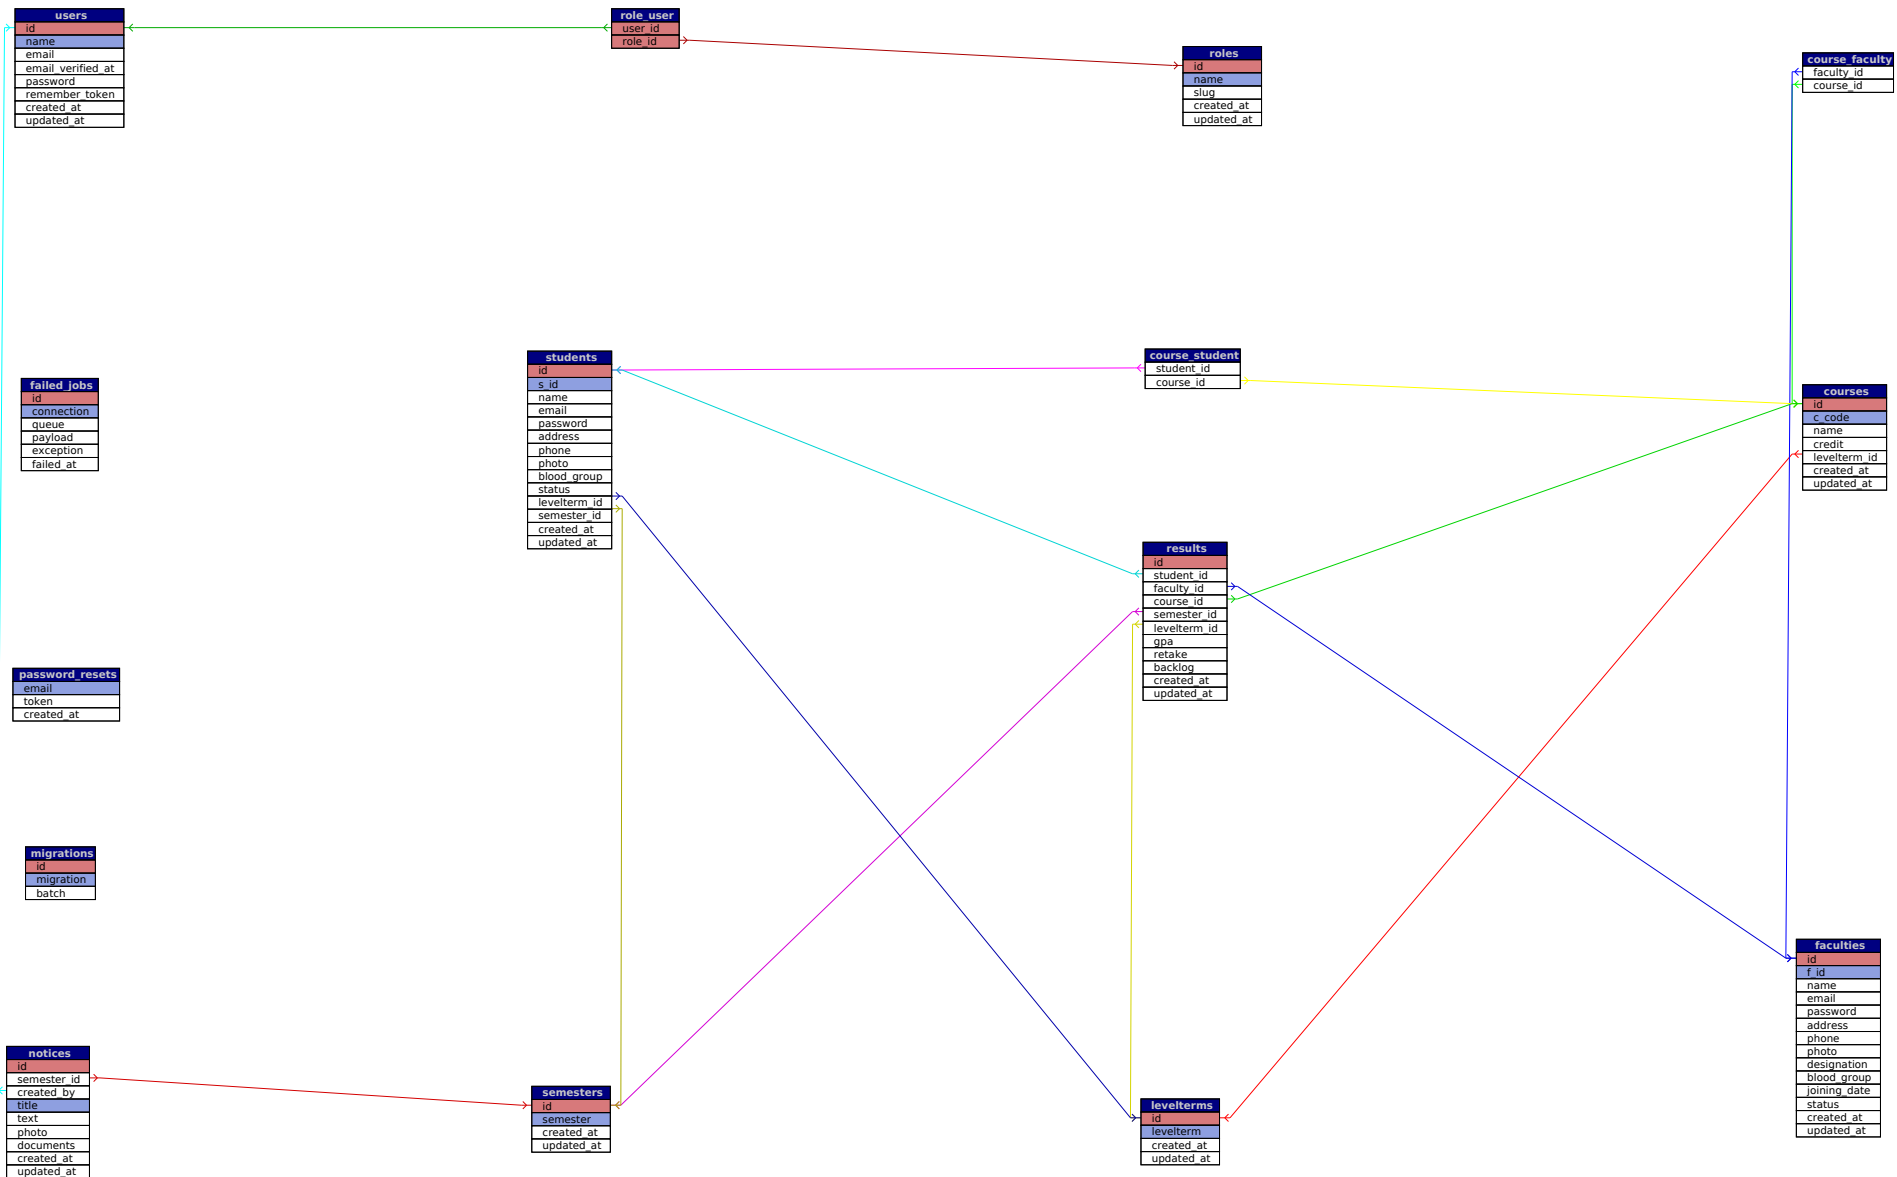 users
id
name
email
email_verified_at
password
remember_token
created_at
updated_at
role_user
user_id
role_id
roles
id
name
slug
created_at
updated_at
course_faculty
faculty_id
course_id
failed_jobs
id
connection
queue
payload
exception
failed_at
students
id
s_id
name
email
password
address
phone
photo
blood_group
status
levelterm_id
semester_id
created_at
updated_at
course_student
student_id
course_id
courses
id
c_code
name
credit
levelterm_id
created_at
updated_at
results
id
student_id
faculty_id
course_id
semester_id
levelterm_id
gpa
retake
backlog
created_at
updated_at
password_resets
email
token
created_at
migrations
id
migration
batch
faculties
id
f_id
name
email
password
address
phone
photo
designation
blood_group
joining_date
status
created_at
updated_at
notices
id
semester_id
created_by
title
text
photo
documents
created_at
updated_at
semesters
id
semester
created_at
updated_at
levelterms
id
levelterm
created_at
updated_at